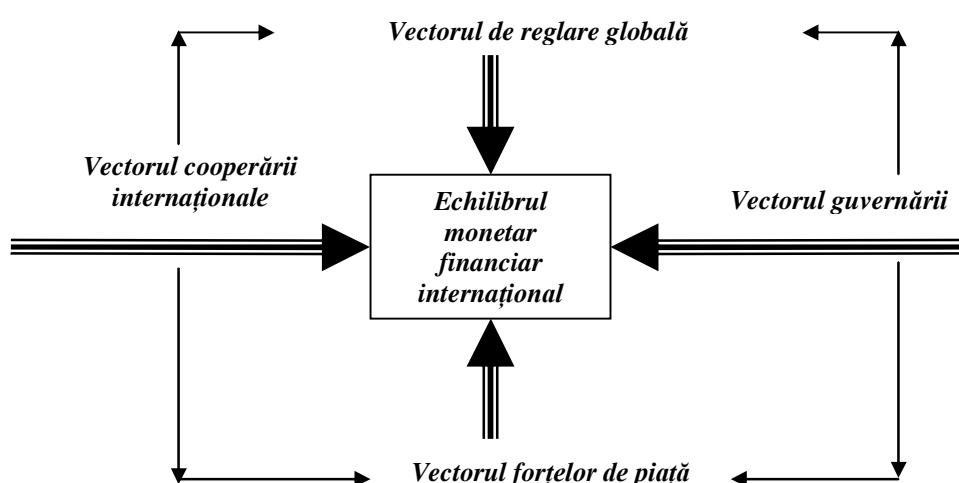 Vectorul de reglare globală
Vectorul cooperării
internaționale
Echilibrul
monetar
financiar
internațional
Vectorul guvernării
Vectorul forțelor de piață